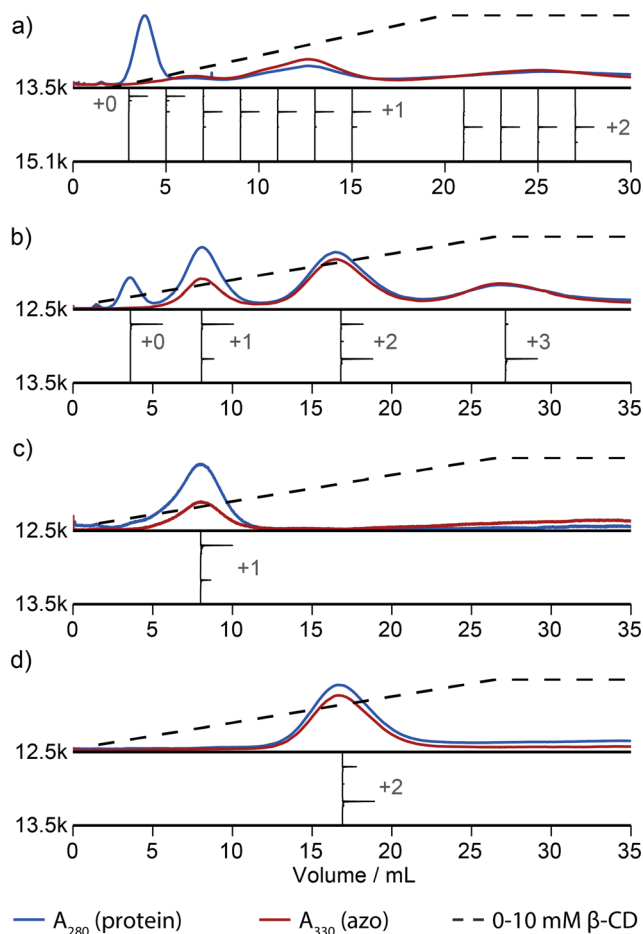 a)
13.5k
+0
+1
+2
15.1k
0 5 10 15 20 25 30
b)
12.5k
+0
+1
+2
+3
13.5k
0 5 10 15 20 25 30 35
c)
12.5k
+1
13.5k
0 5 10 15 20 25 30 35
d)
12.5k
+2
13.5k
0 5 10 15 20 25 30 35
Volume / mL
A280 (protein) A330 (azo) 0-10 mM β-CD